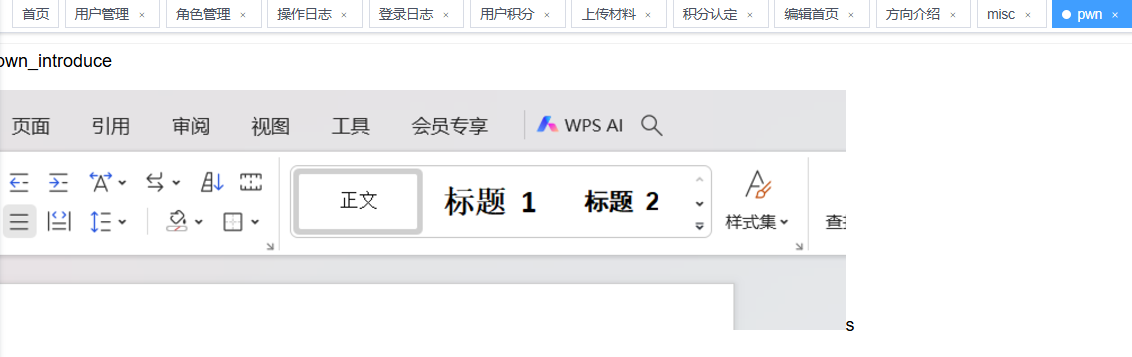 首页 用户管理 × 角色管理 × 操作日志 × 登录日志 × 用户积分 × 上传材料 × 积分认定 × 编辑首页 × 方向介绍 × misc × pwn ×
own_introduce
页面 引用 审阅 视图 工具 会员专享 WPS AI
正文 标题 1 标题 2
样式集
s